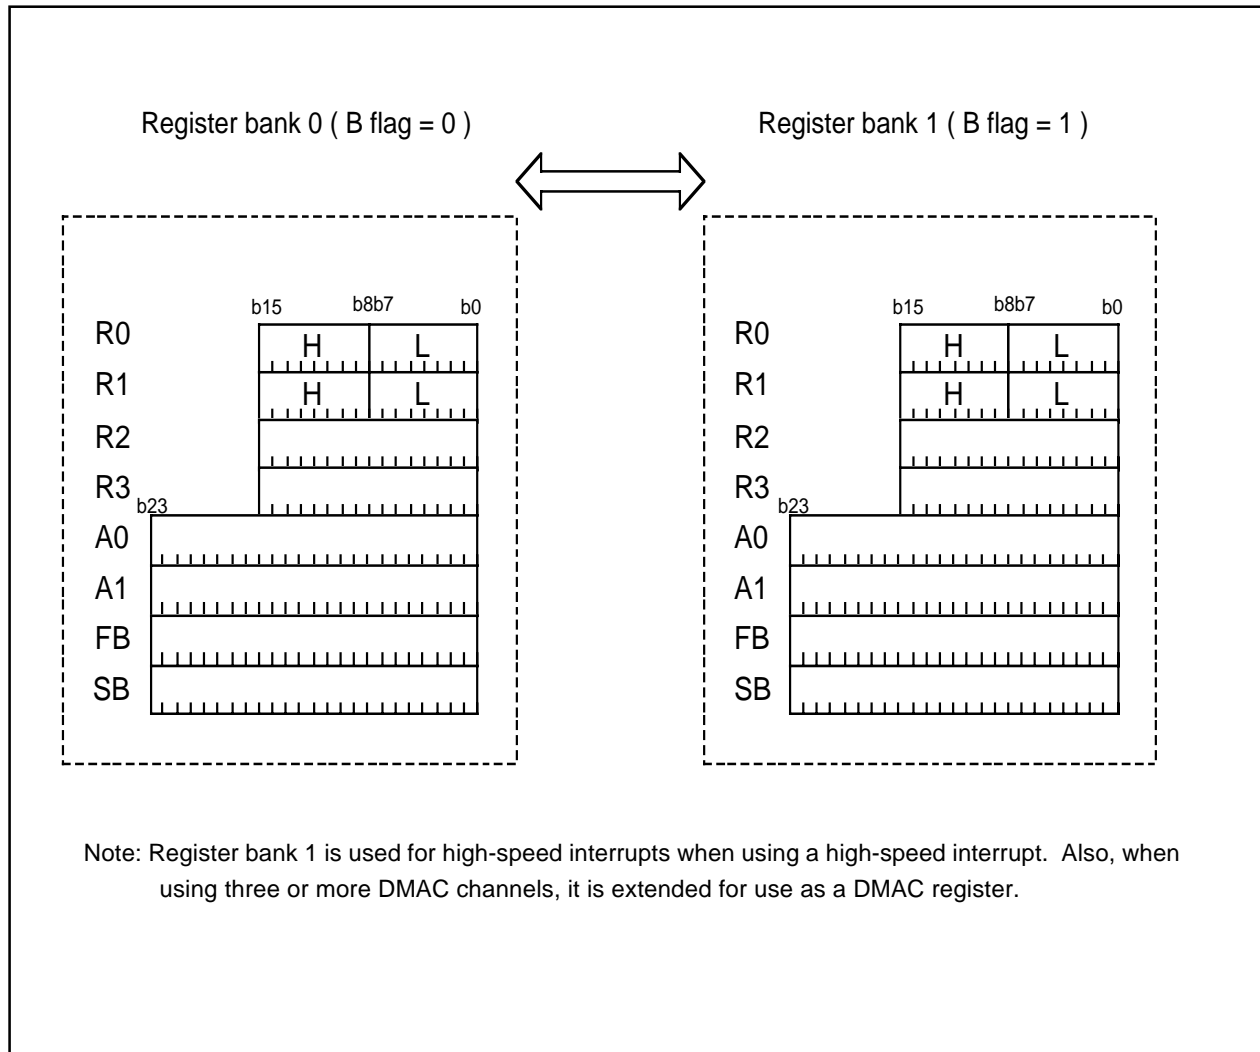 Register bank 0 ( B flag = 0 )
Register bank 1 ( B flag = 1 )
b15 b8b7 b0
R0 H L
R1 H L
R2
R3
b23
A0
A1
FB
SB
b15 b8b7 b0
R0 H L
R1 H L
R2
R3
b23
A0
A1
FB
SB
Note: Register bank 1 is used for high-speed interrupts when using a high-speed interrupt. Also, when
using three or more DMAC channels, it is extended for use as a DMAC register.